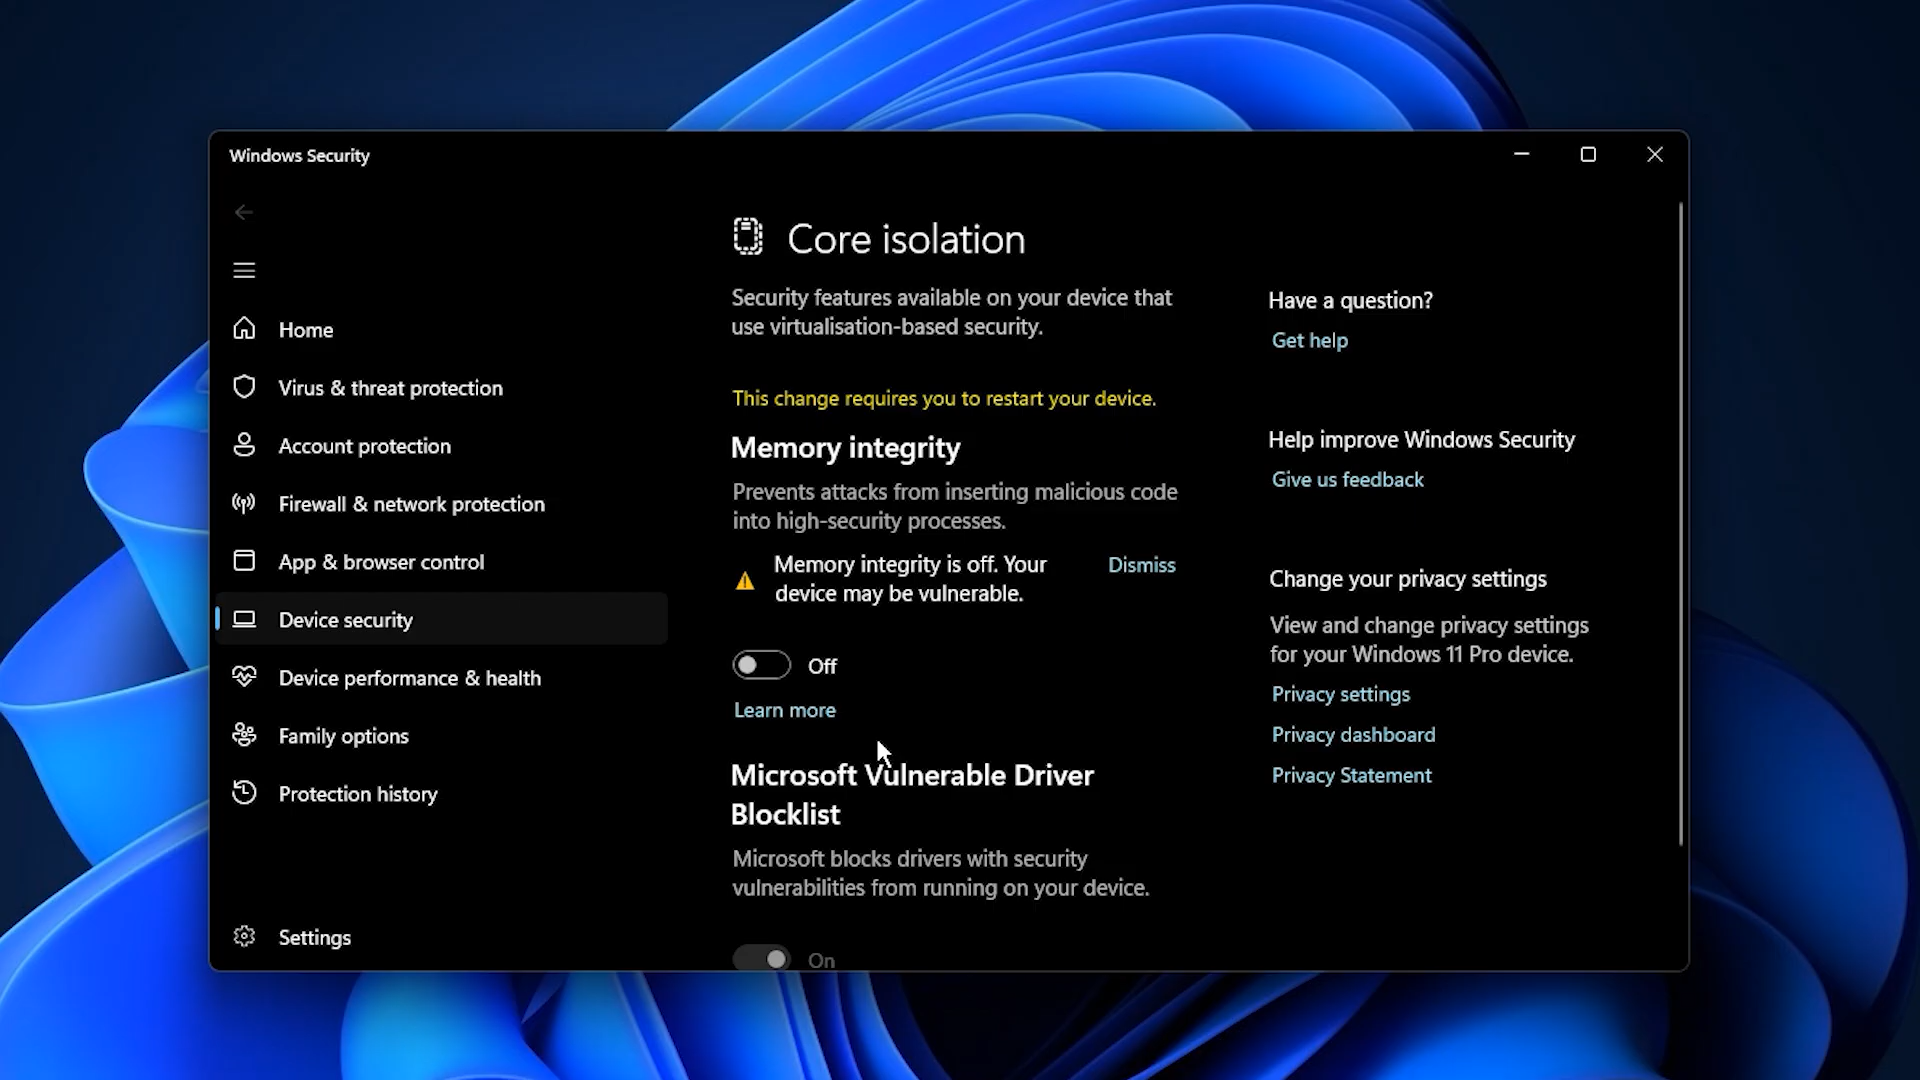 Windows Security
Home
Virus & threat protection
Account protection
Firewall & network protection
App & browser control
Device security
Device performance & health
Family options
Protection history
Settings
Core isolation
Security features available on your device that
use virtualisation-based security.
This change requires you to restart your device.
Memory integrity
Prevents attacks from inserting malicious code
into high-security processes.
Memory integrity is off. Your
device may be vulnerable.
Dismiss
Off
Learn more
Microsoft Vulnerable Driver
Blocklist
Microsoft blocks drivers with security
vulnerabilities from running on your device.
On
Have a question?
Get help
Help improve Windows Security
Give us feedback
Change your privacy settings
View and change privacy settings
for your Windows 11 Pro device.
Privacy settings
Privacy dashboard
Privacy Statement